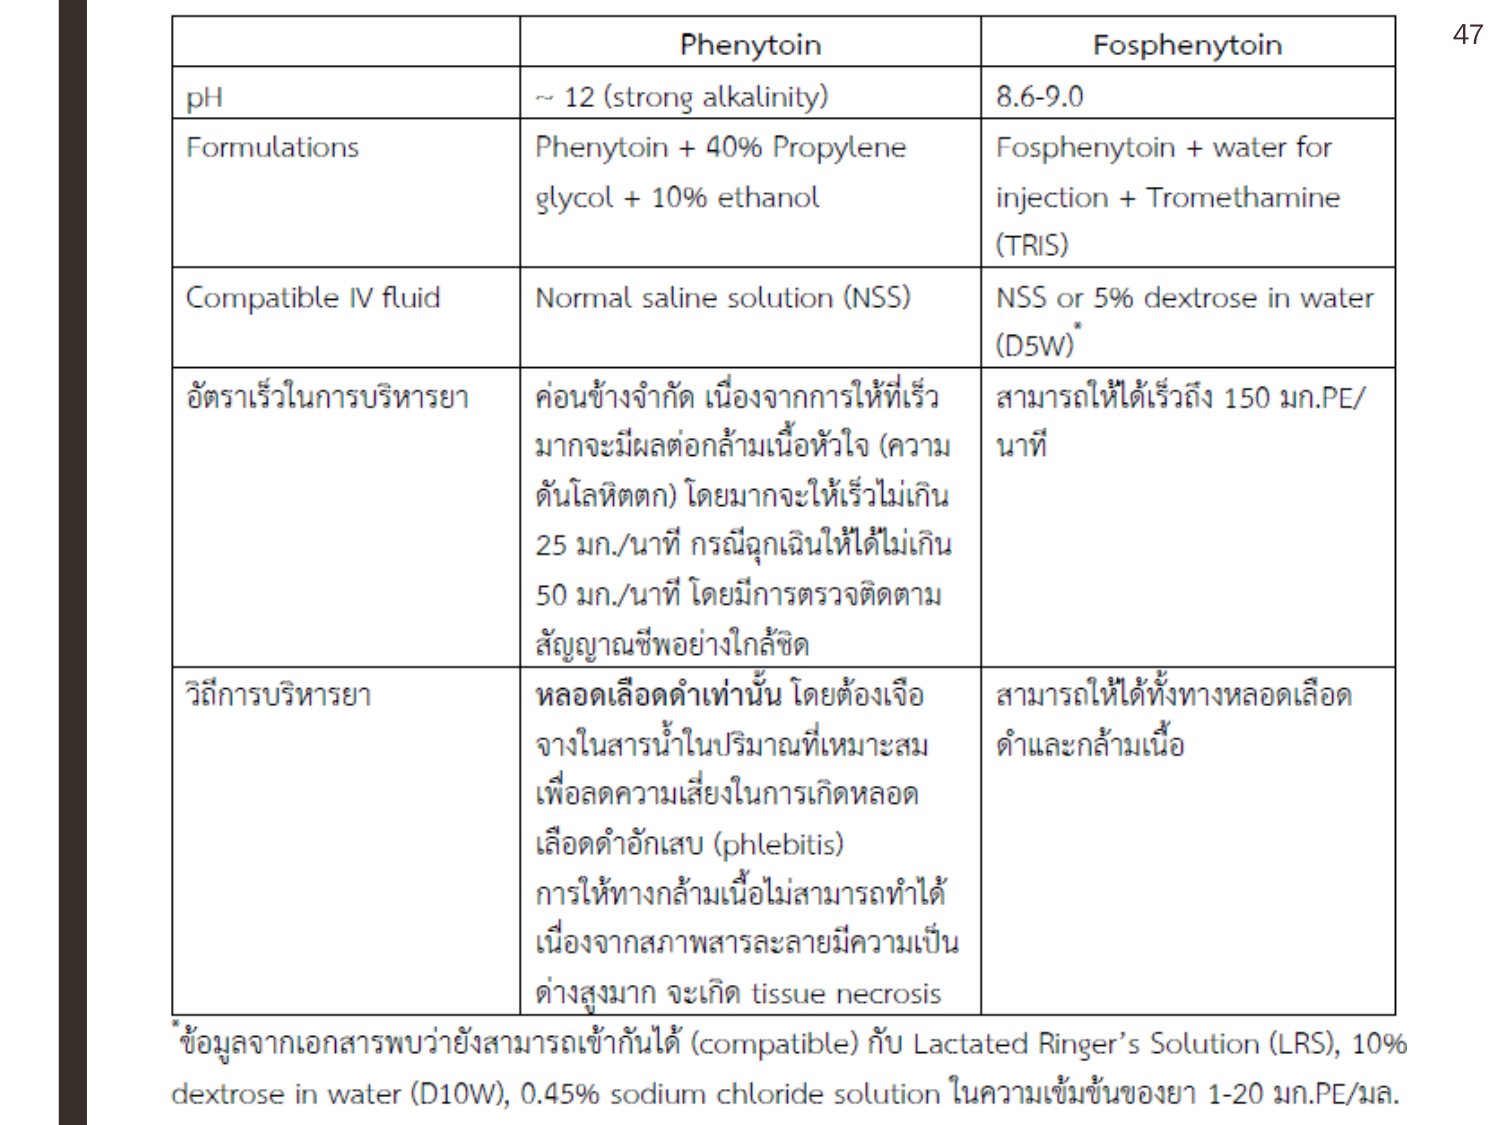 47
Phenytoin Fosphenytoin
pH ~ 12 (strong alkalinity) 8.6-9.0
Formulations Phenytoin + 40% Propylene glycol + 10% ethanol Fosphenytoin + water for injection + Tromethamine (TRIS)
Compatible IV fluid Normal saline solution (NSS) NSS or 5% dextrose in water (D5W)*
อัตราเร็วในการบริหารยา
ค่อนข้างจำกัด เนื่องจากการให้ที่เร็ว
มากจะมีผลต่อกล้ามเนื้อหัวใจ (ความ
ดันโลหิตตก) โดยมากจะให้เร็วไม่เกิน
25 มก./นาที กรณีฉุกเฉินให้ได้ไม่เกิน
50 มก./นาที โดยมีการตรวจติดตาม
สัญญาณชีพอย่างใกล้ชิด
สามารถให้ได้เร็วถึง 150 มก.PE/
นาที
วิถีการบริหารยา
หลอดเลือดดำเท่านั้น โดยต้องเจือ
จางในสารน้ำในปริมาณที่เหมาะสม
เพื่อลดความเสี่ยงในการเกิดหลอด
เลือดดำอักเสบ (phlebitis)
การให้ทางกล้ามเนื้อไม่สามารถทำได้
เนื่องจากสภาพสารละลายมีความเป็น
ด่างสูงมาก จะเกิด tissue necrosis
สามารถให้ได้ทั้งทางหลอดเลือด
ดำและกล้ามเนื้อ
*ข้อมูลจากเอกสารพบว่ายังสามารถเข้ากันได้ (compatible) กับ Lactated Ringer's Solution (LRS), 10%
dextrose in water (D10W), 0.45% sodium chloride solution ในความเข้มข้นของยา 1-20 มก.PE/มล.